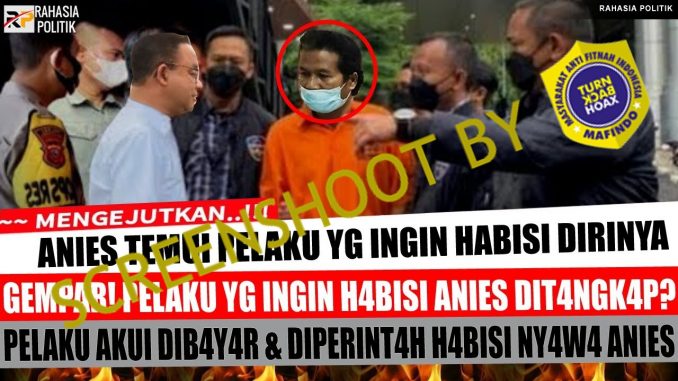 RAHASIA
POLITIK
RAHASIA POLITIK
MASYARAKAT ANTI FITNAH INDONESIA
TURN
BACK
HOAX
MAFINDO
SCREENSHOOT BY
~~ MENGEJUTKAN..!!!
ANIES TEMUI PELAKU YG INGIN HABISI DIRINYA
GEMPAR! PELAKU YG INGIN H4BISI ANIES DIT4NGK4P?
PELAKU AKUI DIB4Y4R & DIPERINT4H H4BISI NY4W4 ANIES